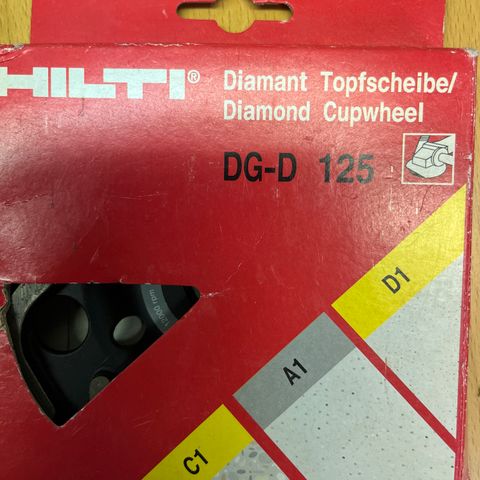 HILTI®
Diamant Topfscheibe/
Diamond Cupwheel
DG-D 125
D1
A1
C1